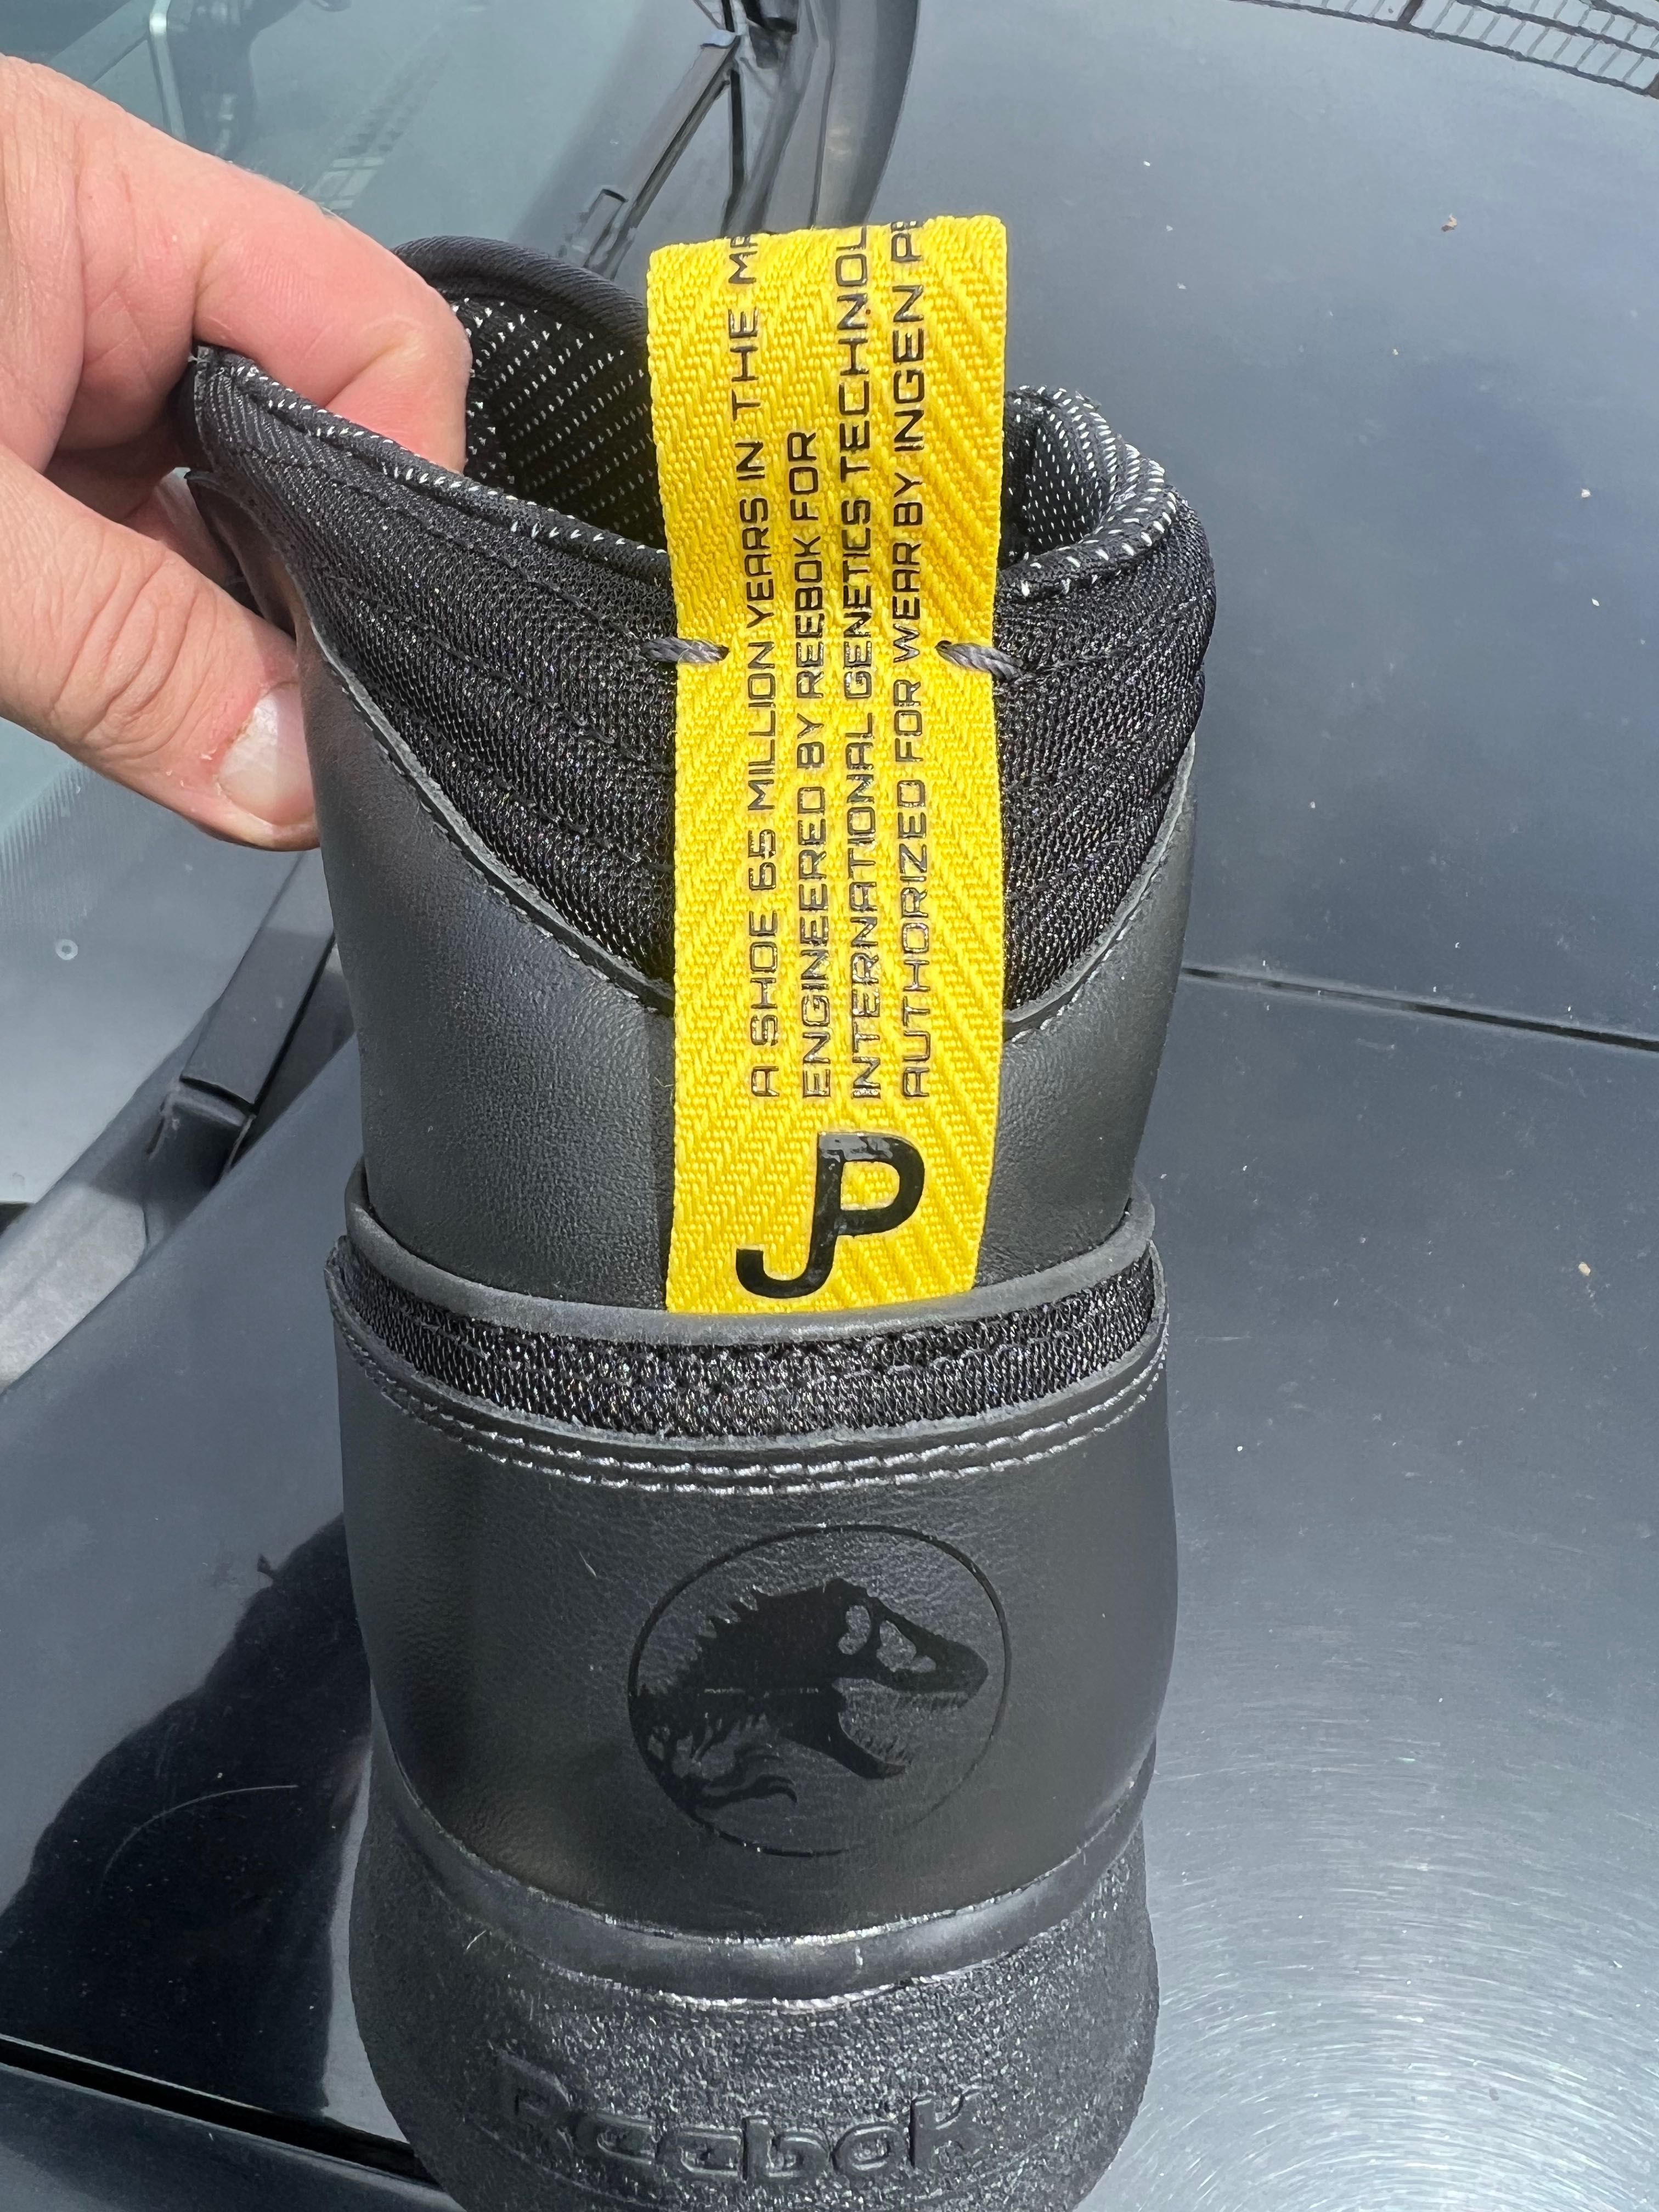 A SHOE 65 MILLION YEARS IN THE
ENGINEERED BY REEBOK FOR
INTERNATIONAL GENETICS
AUTHORIZED FOR WEAR BY INGEN
JP
Reebok